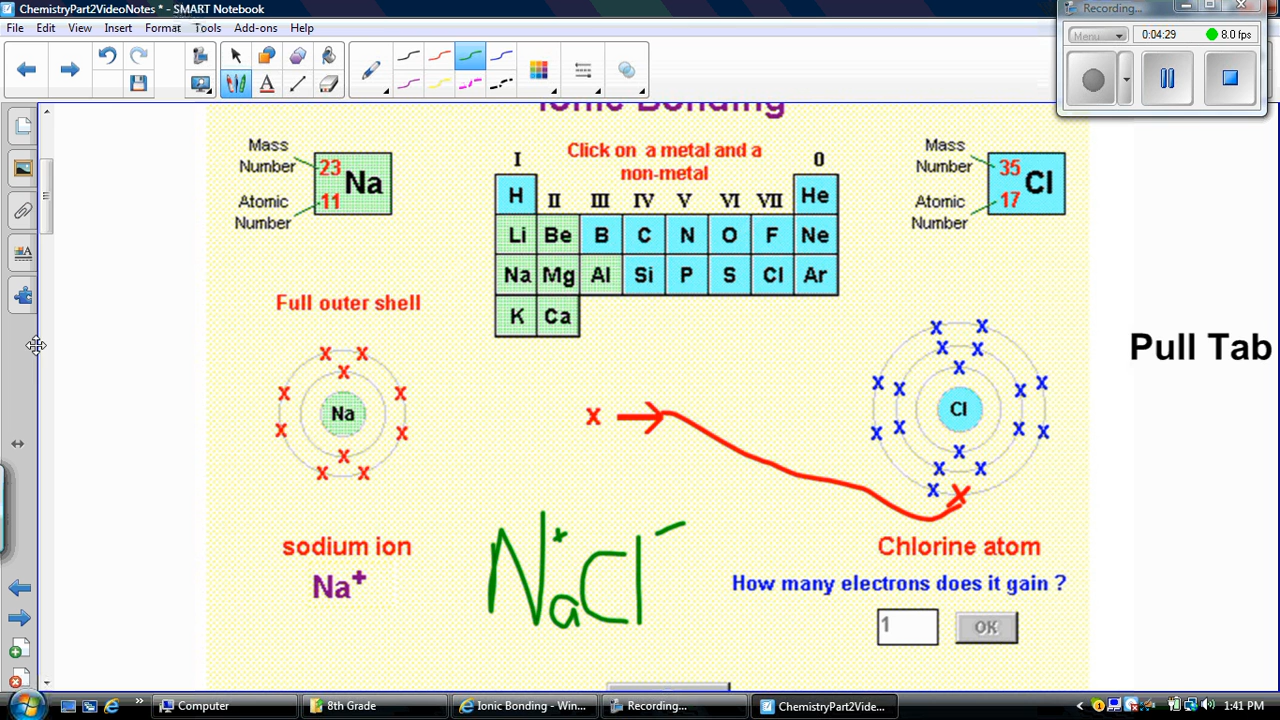 ChemistryPart2VideoNotes * - SMART Notebook
File Edit View Insert Format Tools Add-ons Help
Recording...
Menu 0:04:29 8.0 fps
Ionic Bonding
Mass Number
23
Na
Atomic Number
11
Click on a metal and a
non-metal
I II III IV V VI VII 0
H He
Li Be B C N O F Ne
Na Mg Al Si P S Cl Ar
K Ca
Mass Number
35
Cl
Atomic Number
17
Full outer shell
x x
x
x x
Na
x x
x
x x
x →
x x
x x
x
x x x x
Cl
x x x x
x
x x
x x
Pull Tab
sodium ion
Na+
Na+Cl−
Chlorine atom
How many electrons does it gain ?
1 OK
Computer 8th Grade Ionic Bonding - Win... Recording... ChemistryPart2Vide... 1:41 PM